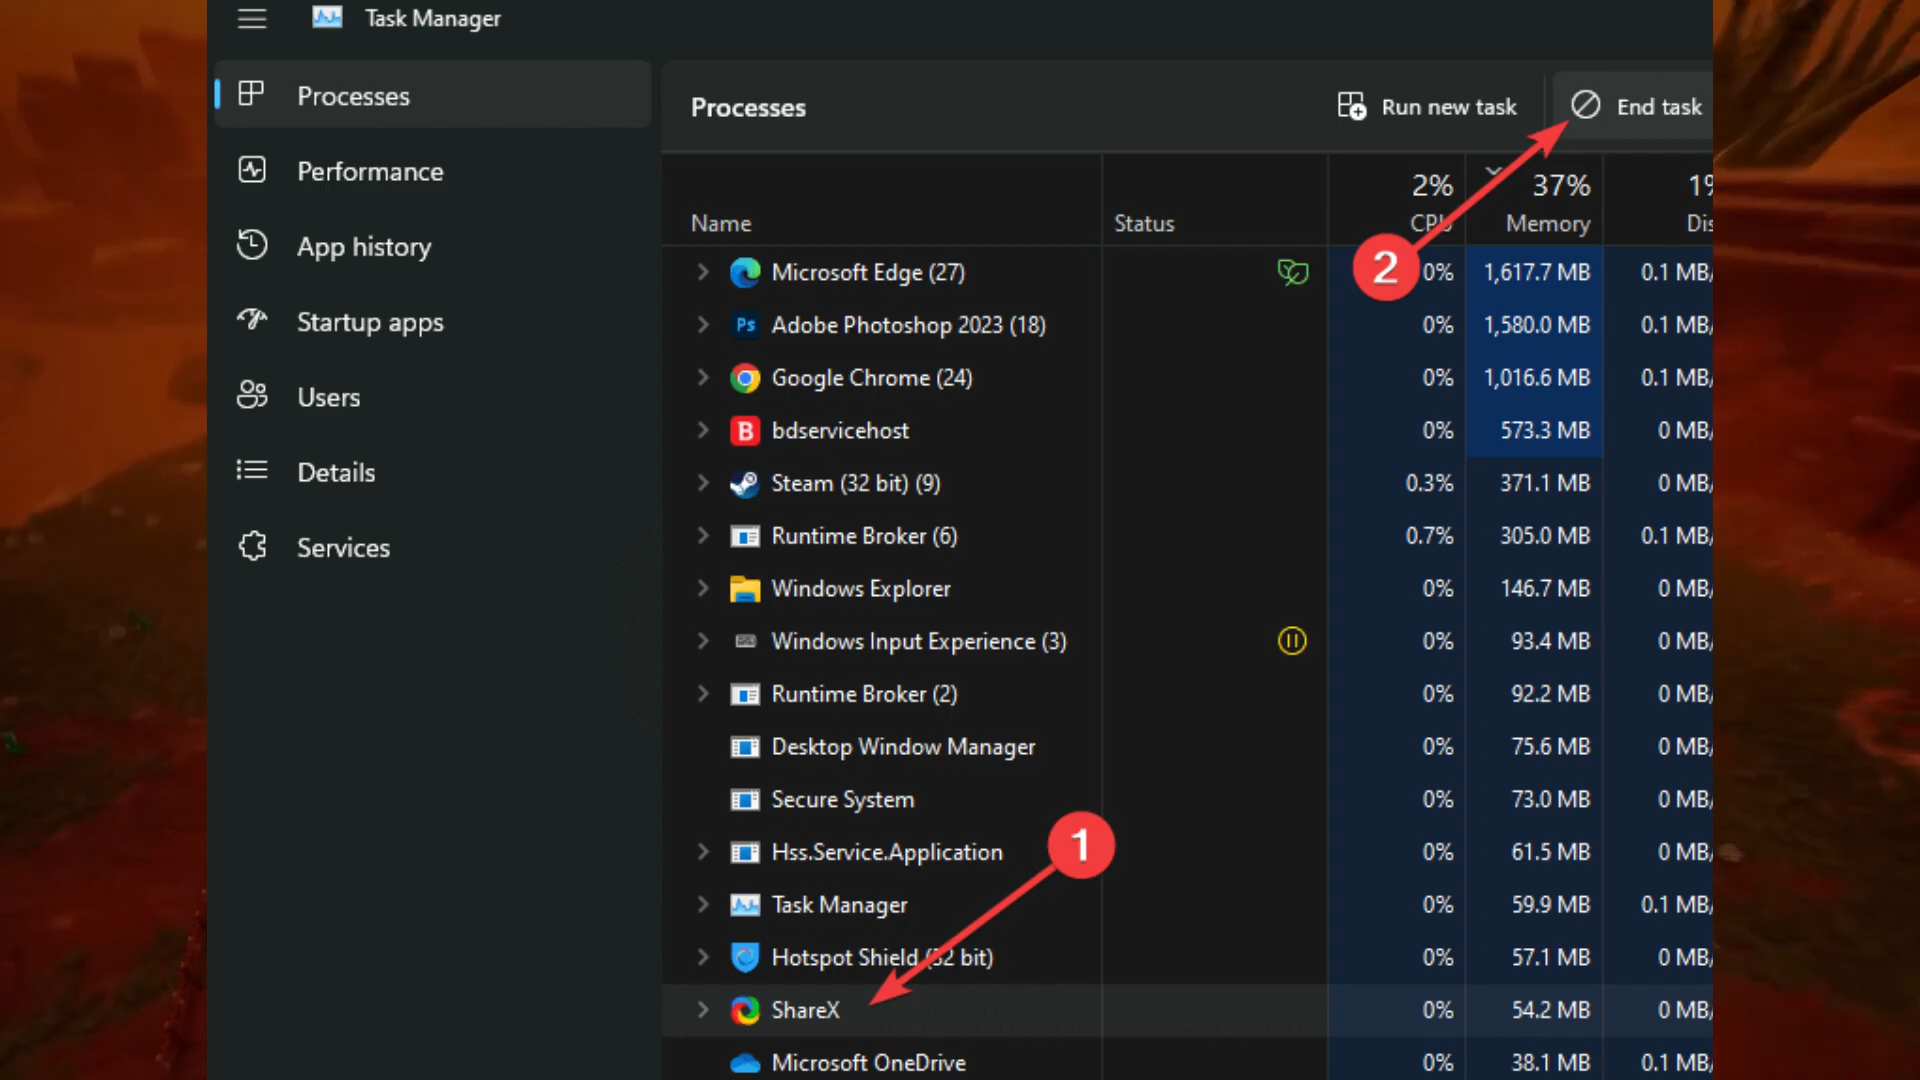 Task Manager
Processes
Performance
App history
Startup apps
Users
Details
Services
Processes
Run new task
End task
Name
Status
2%
CPU
37%
Memory
1%
Dis
Microsoft Edge (27) 0% 1,617.7 MB 0.1 MB/
Ps Adobe Photoshop 2023 (18) 0% 1,580.0 MB 0.1 MB/
Google Chrome (24) 0% 1,016.6 MB 0.1 MB/
B bdservicehost 0% 573.3 MB 0 MB/
Steam (32 bit) (9) 0.3% 371.1 MB 0 MB/
Runtime Broker (6) 0.7% 305.0 MB 0.1 MB/
Windows Explorer 0% 146.7 MB 0 MB/
Windows Input Experience (3) 0% 93.4 MB 0 MB/
Runtime Broker (2) 0% 92.2 MB 0 MB/
Desktop Window Manager 0% 75.6 MB 0 MB/
Secure System 0% 73.0 MB 0 MB/
Hss.Service.Application 0% 61.5 MB 0 MB/
Task Manager 0% 59.9 MB 0.1 MB/
Hotspot Shield (32 bit) 0% 57.1 MB 0 MB/
ShareX 0% 54.2 MB 0 MB/
Microsoft OneDrive 0% 38.1 MB 0.1 MB/
2
1